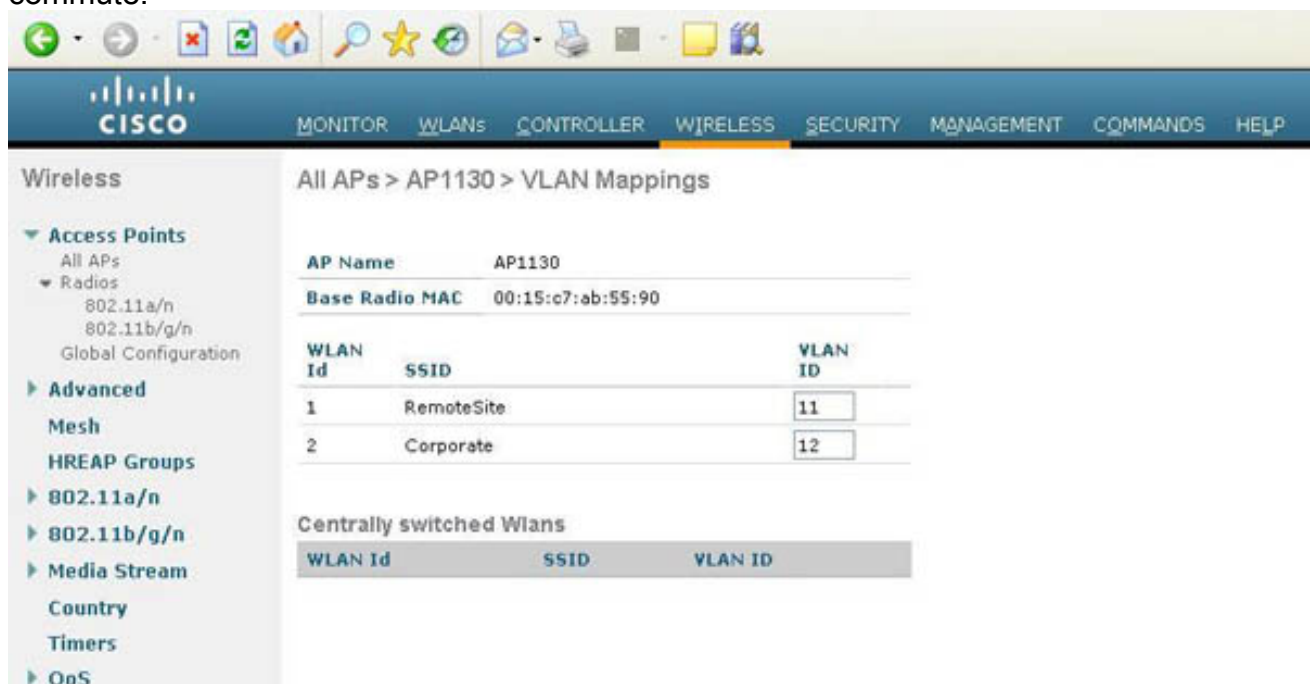 commute.
CISCO
MONITOR WLANs CONTROLLER WIRELESS SECURITY MANAGEMENT COMMANDS HELP
Wireless
Access Points
All APs
Radios
802.11a/n
802.11b/g/n
Global Configuration
Advanced
Mesh
HREAP Groups
802.11a/n
802.11b/g/n
Media Stream
Country
Timers
QoS
All APs > AP1130 > VLAN Mappings
AP Name AP1130
Base Radio MAC 00:15:c7:ab:55:90
WLAN Id SSID VLAN ID
1 RemoteSite 11
2 Corporate 12
Centrally switched Wlans
WLAN Id SSID VLAN ID